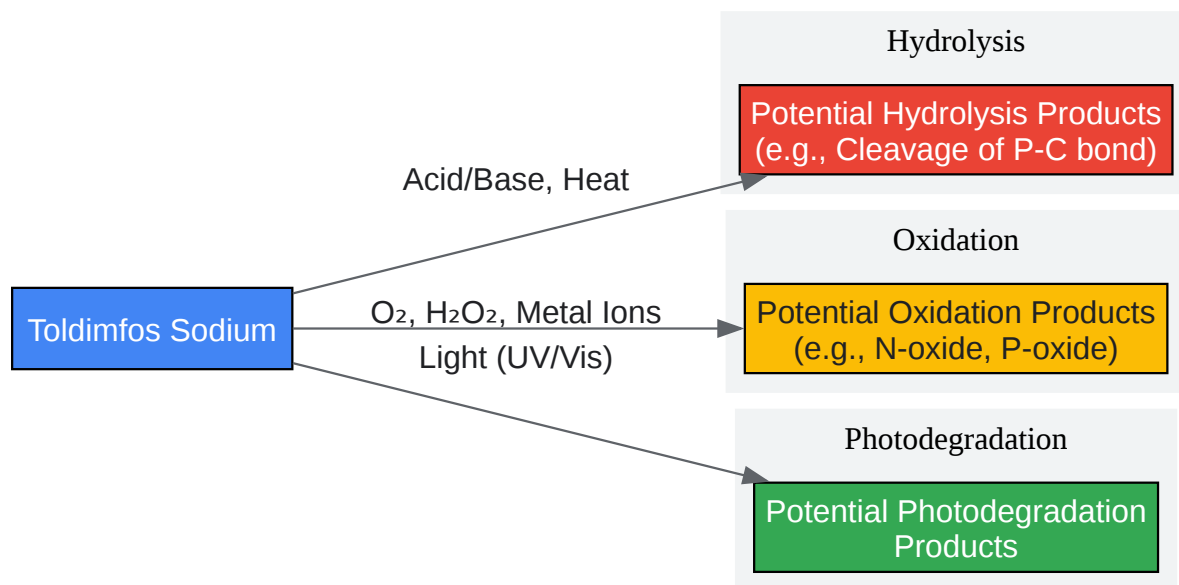 Hydrolysis
Potential Hydrolysis Products
(e.g., Cleavage of P-C bond)
Acid/Base, Heat
Oxidation
Toldimfos Sodium
O₂, H₂O₂, Metal Ions
Potential Oxidation Products
(e.g., N-oxide, P-oxide)
Light (UV/Vis)
Photodegradation
Potential Photodegradation
Products